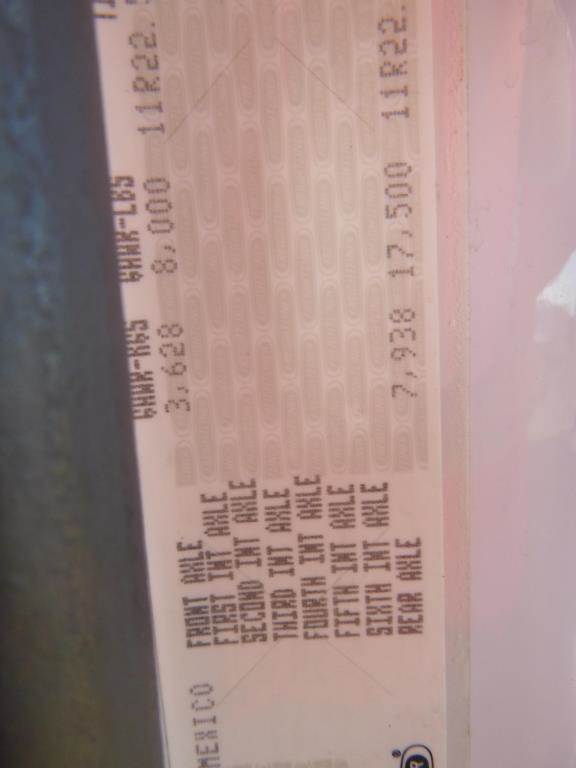 GAWR-KGS GAWR-LBS
FRONT AXLE 3,628 8,000 11R22.
FIRST INT AXLE
SECOND INT AXLE
THIRD INT AXLE
FOURTH INT AXLE
FIFTH INT AXLE
SIXTH INT AXLE
REAR AXLE 7,938 17,500 11R22.
MEXICO
R®